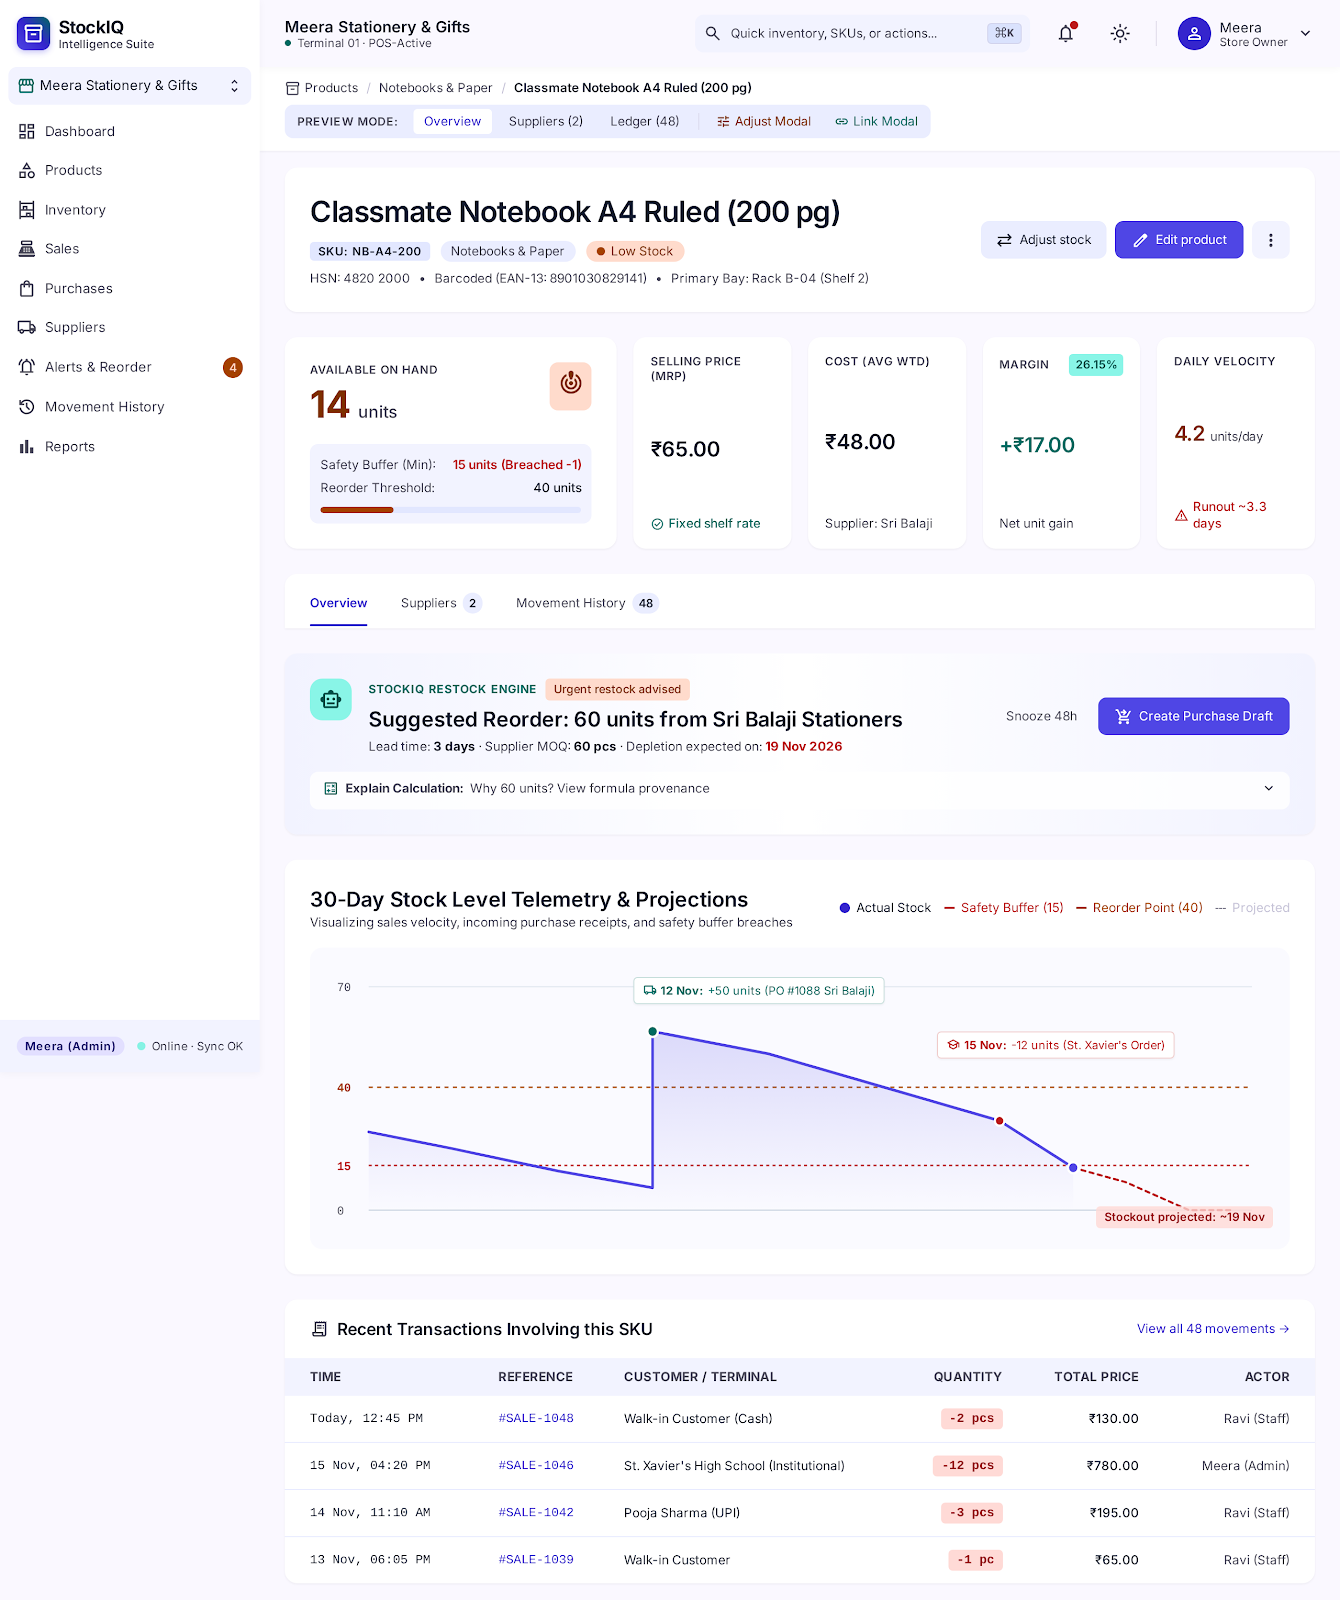 StockIQ
Intelligence Suite
Meera Stationery & Gifts
Dashboard
Products
Inventory
Sales
Purchases
Suppliers
Alerts & Reorder 4
Movement History
Reports
Meera (Admin) Online · Sync OK
Meera Stationery & Gifts
Terminal 01 · POS-Active
Quick inventory, SKUs, or actions... ⌘K
Meera
Store Owner
Products / Notebooks & Paper / Classmate Notebook A4 Ruled (200 pg)
PREVIEW MODE: Overview Suppliers (2) Ledger (48) Adjust Modal Link Modal
Classmate Notebook A4 Ruled (200 pg)
SKU: NB-A4-200 Notebooks & Paper Low Stock
HSN: 4820 2000 • Barcoded (EAN-13: 8901030829141) • Primary Bay: Rack B-04 (Shelf 2)
Adjust stock Edit product
AVAILABLE ON HAND
14 units
Safety Buffer (Min): 15 units (Breached -1)
Reorder Threshold: 40 units
SELLING PRICE
(MRP)
₹65.00
Fixed shelf rate
COST (AVG WTD)
₹48.00
Supplier: Sri Balaji
MARGIN 26.15%
+₹17.00
Net unit gain
DAILY VELOCITY
4.2 units/day
Runout ~3.3
days
Overview Suppliers 2 Movement History 48
STOCKIQ RESTOCK ENGINE Urgent restock advised
Suggested Reorder: 60 units from Sri Balaji Stationers
Lead time: 3 days · Supplier MOQ: 60 pcs · Depletion expected on: 19 Nov 2026
Snooze 48h Create Purchase Draft
Explain Calculation: Why 60 units? View formula provenance
30-Day Stock Level Telemetry & Projections
Visualizing sales velocity, incoming purchase receipts, and safety buffer breaches
Actual Stock Safety Buffer (15) Reorder Point (40) --- Projected
70
12 Nov: +50 units (PO #1088 Sri Balaji)
15 Nov: -12 units (St. Xavier's Order)
40
15
0
Stockout projected: ~19 Nov
Recent Transactions Involving this SKU
View all 48 movements →
TIME REFERENCE CUSTOMER / TERMINAL QUANTITY TOTAL PRICE ACTOR
Today, 12:45 PM #SALE-1048 Walk-in Customer (Cash) -2 pcs ₹130.00 Ravi (Staff)
15 Nov, 04:20 PM #SALE-1046 St. Xavier's High School (Institutional) -12 pcs ₹780.00 Meera (Admin)
14 Nov, 11:10 AM #SALE-1042 Pooja Sharma (UPI) -3 pcs ₹195.00 Ravi (Staff)
13 Nov, 06:05 PM #SALE-1039 Walk-in Customer -1 pc ₹65.00 Ravi (Staff)